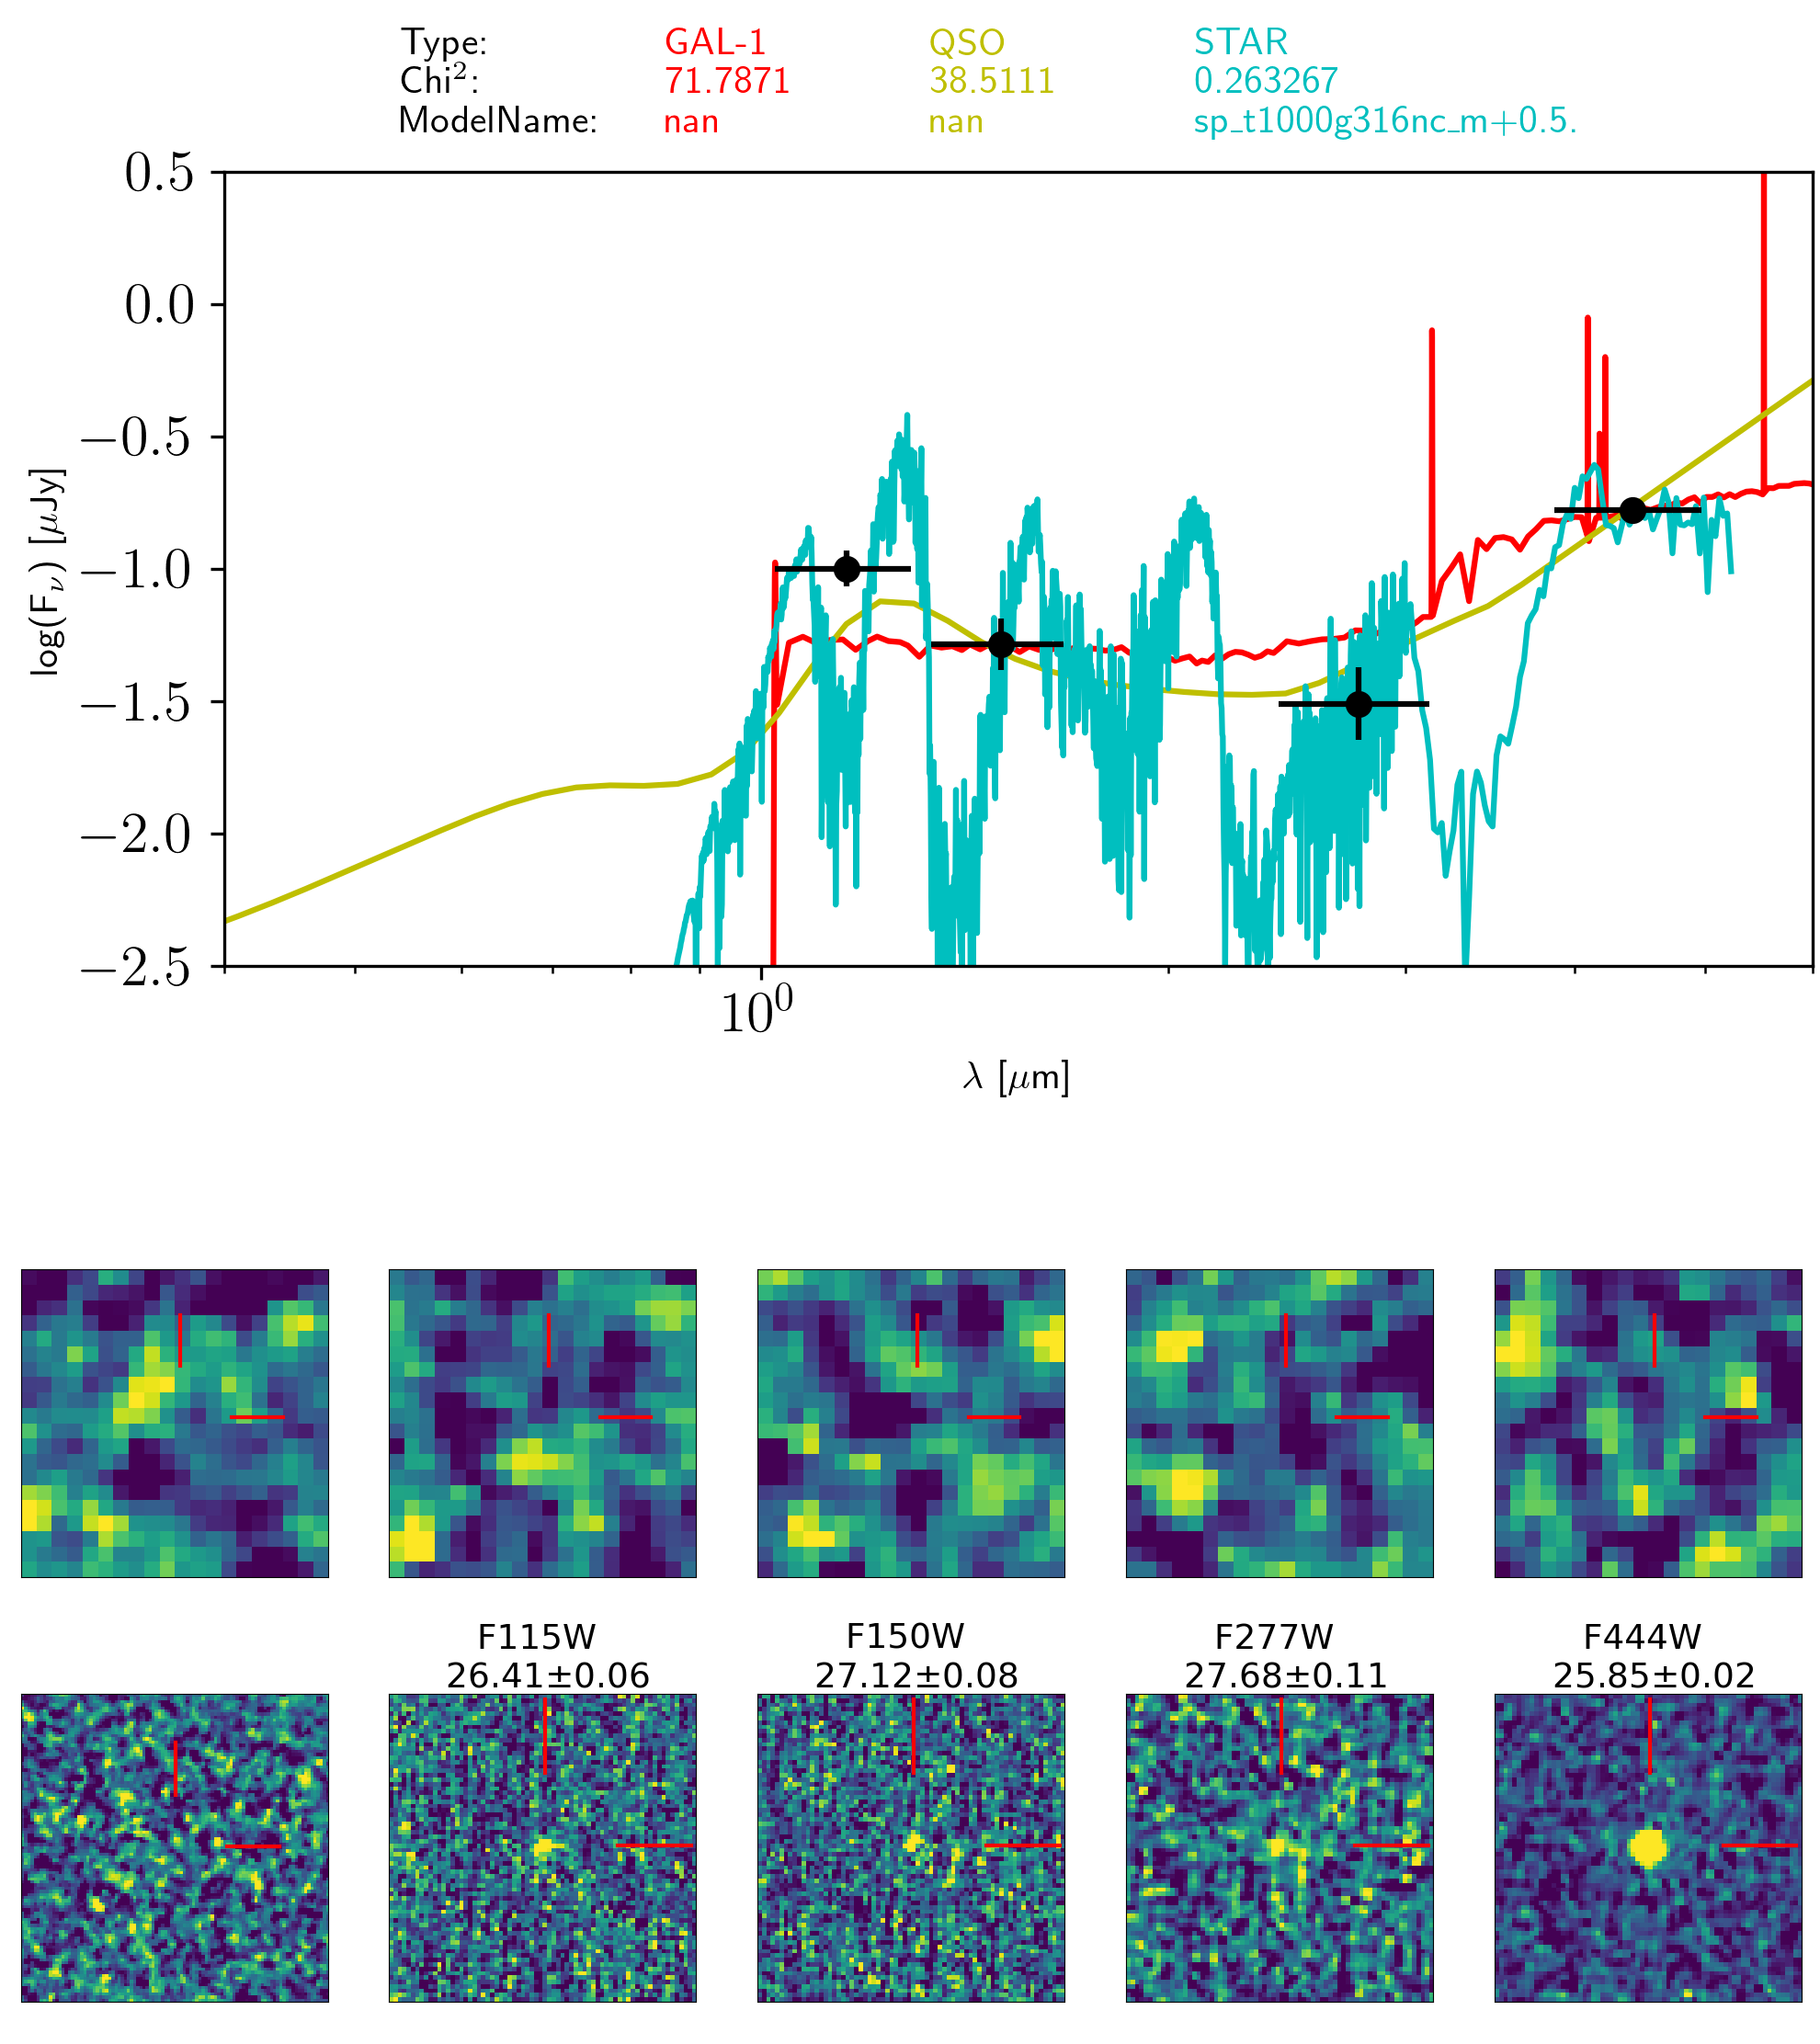 Type: GAL-1 QSO STAR
Chi²: 71.7871 38.5111 0.263267
ModelName: nan nan sp_t1000g316nc_m+0.5.
0.5
0.0
−0.5
−1.0
−1.5
−2.0
−2.5
log(Fν) [μJy]
10⁰
λ [μm]
F115W
26.41±0.06
F150W
27.12±0.08
F277W
27.68±0.11
F444W
25.85±0.02